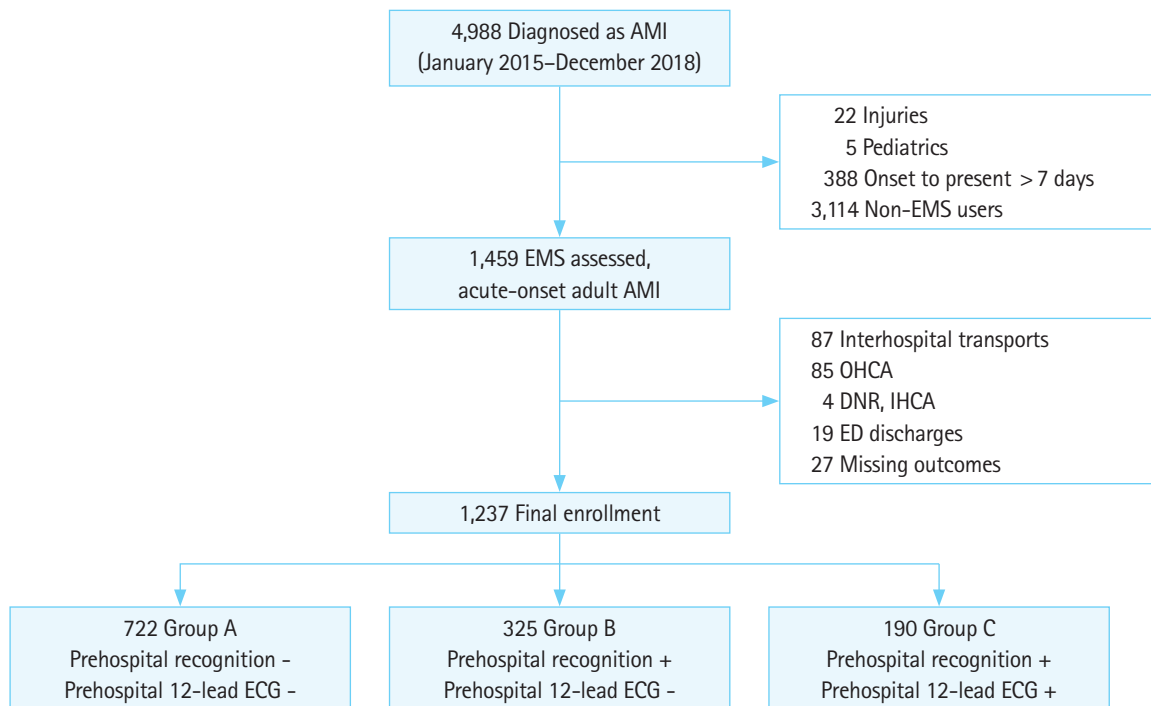 4,988 Diagnosed as AMI
(January 2015–December 2018)
22 Injuries
5 Pediatrics
388 Onset to present > 7 days
3,114 Non-EMS users
1,459 EMS assessed,
acute-onset adult AMI
87 Interhospital transports
85 OHCA
4 DNR, IHCA
19 ED discharges
27 Missing outcomes
1,237 Final enrollment
722 Group A
Prehospital recognition -
Prehospital 12-lead ECG -
325 Group B
Prehospital recognition +
Prehospital 12-lead ECG -
190 Group C
Prehospital recognition +
Prehospital 12-lead ECG +